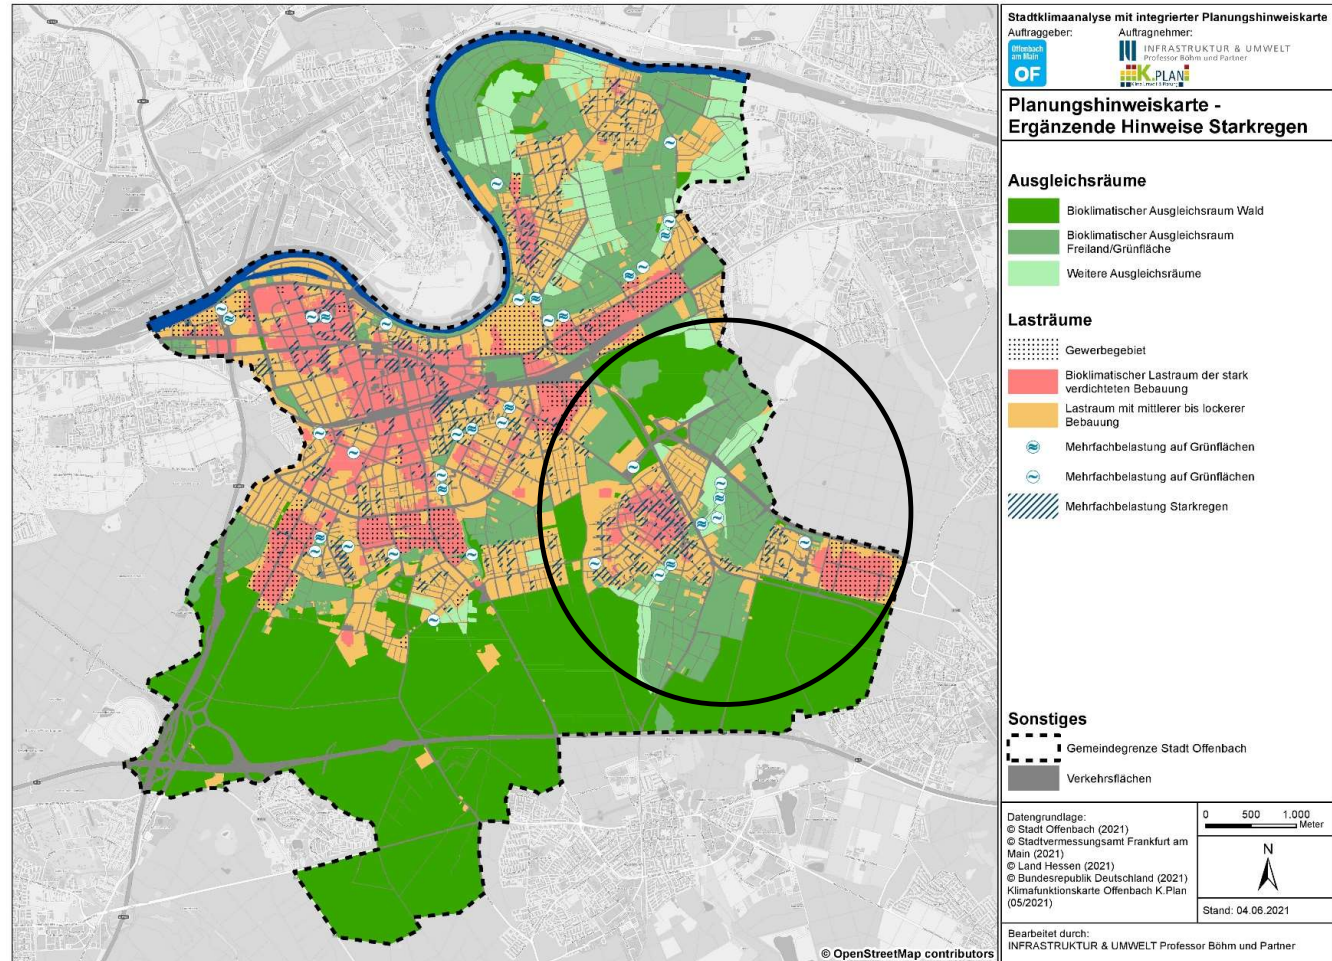 Stadtklimaanalyse mit integrierter Planungshinweiskarte
Auftraggeber:
Auftragnehmer:
Offenbach
am Main
OF
INFRASTRUKTUR & UMWELT
Professor Böhm und Partner
K.PLAN
Planungshinweiskarte -
Ergänzende Hinweise Starkregen
Ausgleichsräume
Bioklimatischer Ausgleichsraum Wald
Bioklimatischer Ausgleichsraum
Freiland/Grünfläche
Weitere Ausgleichsräume
Lasträume
Gewerbegebiet
Bioklimatischer Lastraum der stark
verdichteten Bebauung
Lastraum mit mittlerer bis lockerer
Bebauung
Mehrfachbelastung auf Grünflächen
Mehrfachbelastung auf Grünflächen
Mehrfachbelastung Starkregen
Sonstiges
Gemeindegrenze Stadt Offenbach
Verkehrsflächen
Datengrundlage:
© Stadt Offenbach (2021)
© Stadtvermessungsamt Frankfurt am
Main (2021)
© Land Hessen (2021)
© Bundesrepublik Deutschland (2021)
Klimafunktionskarte Offenbach K.Plan
(05/2021)
0 500 1.000
Meter
N
Stand: 04.06.2021
Bearbeitet durch:
INFRASTRUKTUR & UMWELT Professor Böhm und Partner
© OpenStreetMap contributors